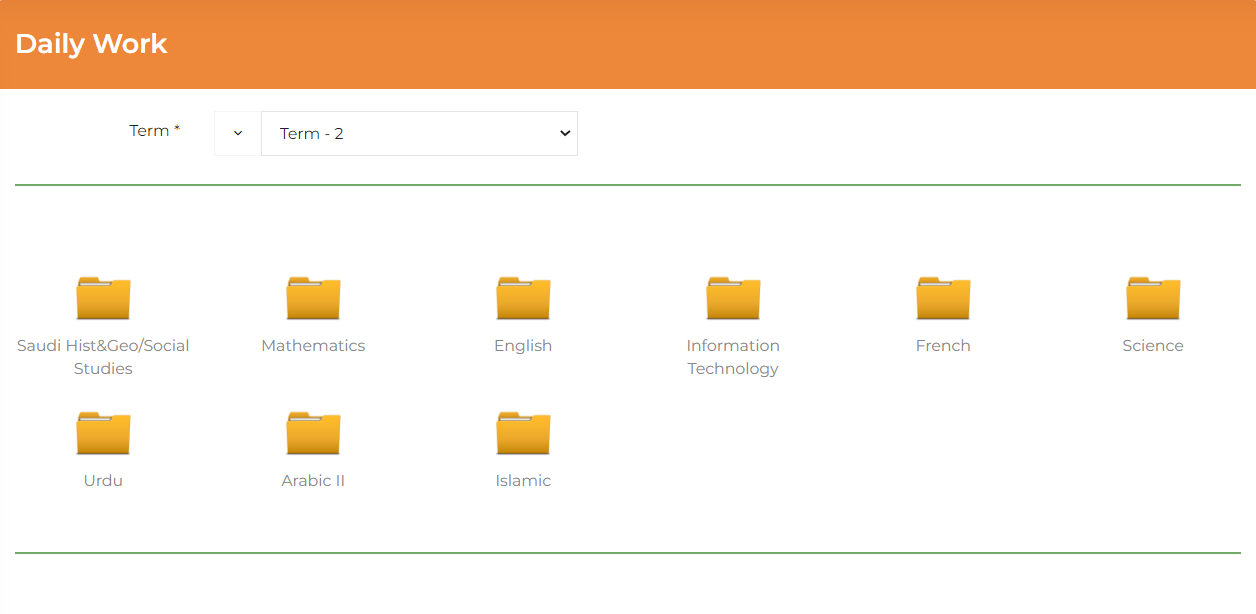 Daily Work
Term *
Term - 2
Saudi Hist&Geo/Social
Studies
Mathematics
English
Information
Technology
French
Science
Urdu
Arabic II
Islamic